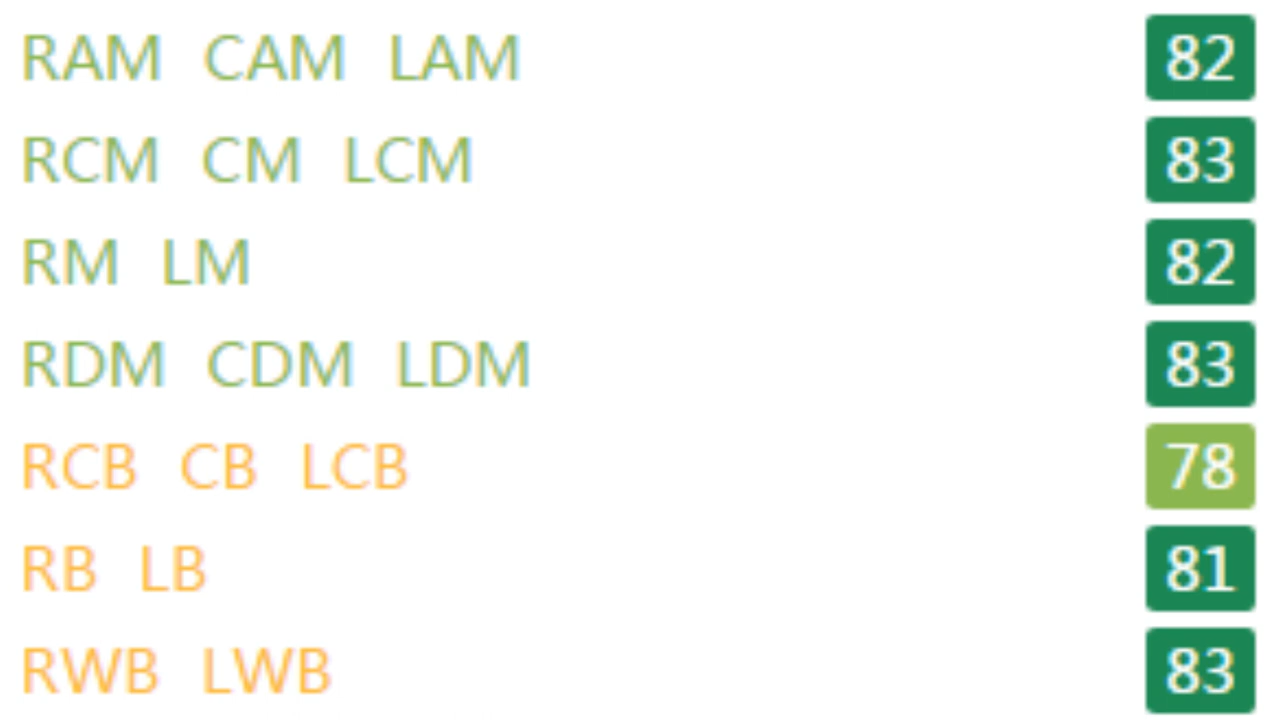 RAM CAM LAM 82
RCM CM LCM 83
RM LM 82
RDM CDM LDM 83
RCB CB LCB 78
RB LB 81
RWB LWB 83